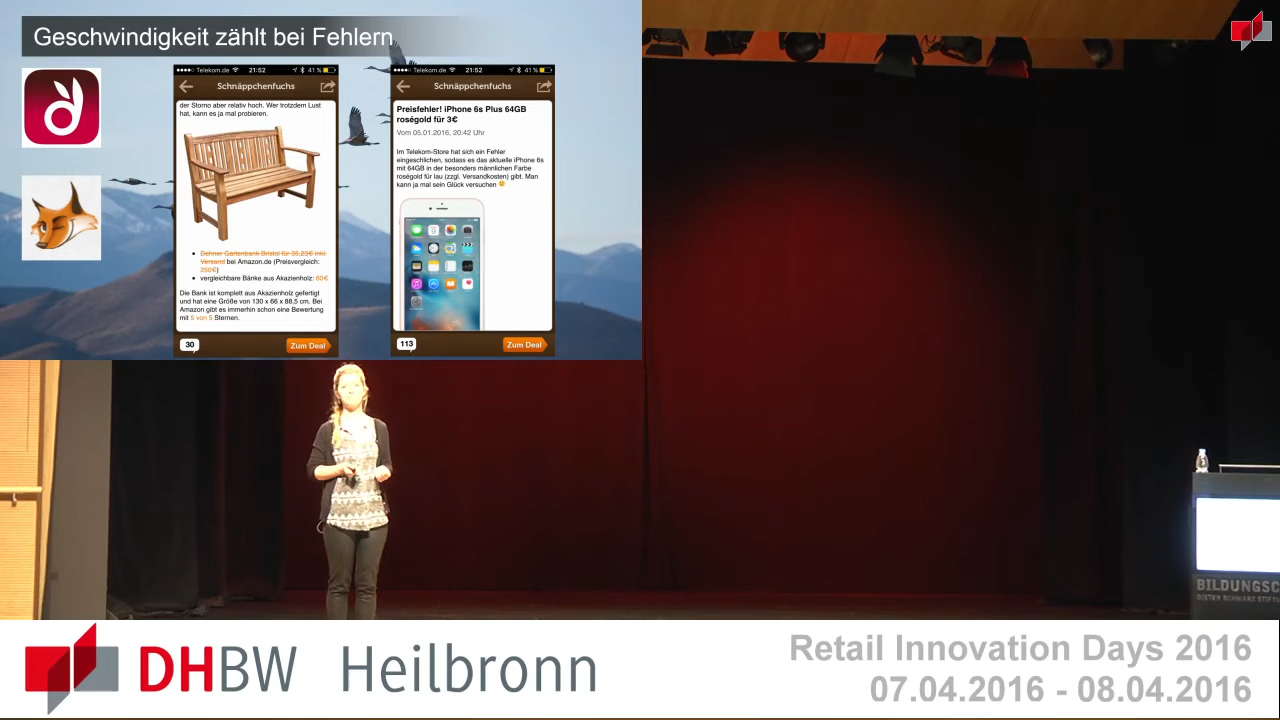 Geschwindigkeit zählt bei Fehlern
Telekom.de 21:52 41 %
Schnäppchenfuchs
der Storno aber relativ hoch. Wer trotzdem Lust
hat, kann es ja mal probieren.
Dehner Gartenbank Bristol für 35,23€ inkl.
Versand bei Amazon.de (Preisvergleich:
250€)
vergleichbare Bänke aus Akazienholz: 60€
Die Bank ist komplett aus Akazienholz gefertigt
und hat eine Größe von 130 x 66 x 88,5 cm. Bei
Amazon gibt es immerhin schon eine Bewertung
mit 5 von 5 Sternen.
30
Zum Deal
Telekom.de 21:52 41 %
Schnäppchenfuchs
Preisfehler! iPhone 6s Plus 64GB
roségold für 3€
Vom 05.01.2016, 20:42 Uhr
Im Telekom-Store hat sich ein Fehler
eingeschlichen, sodass es das aktuelle iPhone 6s
mit 64GB in der besonders männlichen Farbe
roségold für lau (zzgl. Versandkosten) gibt. Man
kann ja mal sein Glück versuchen
113
Zum Deal
BILDUNGSC
DIETER SCHWARZ STIFT
DHBW Heilbronn
Retail Innovation Days 2016
07.04.2016 - 08.04.2016